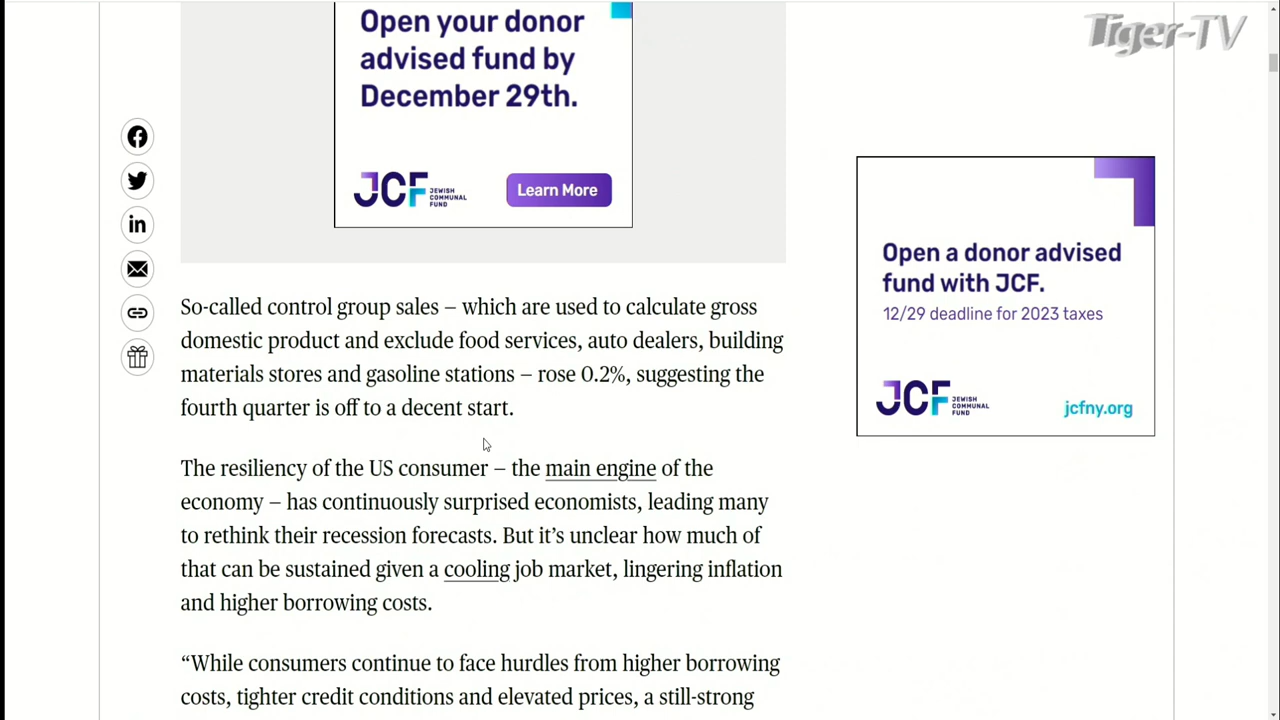 Tiger-TV
Open your donor
advised fund by
December 29th.
JCF JEWISH
COMMUNAL
FUND
Learn More
Open a donor advised
fund with JCF.
12/29 deadline for 2023 taxes
JCF JEWISH
COMMUNAL
FUND
jcfny.org
So-called control group sales – which are used to calculate gross
domestic product and exclude food services, auto dealers, building
materials stores and gasoline stations – rose 0.2%, suggesting the
fourth quarter is off to a decent start.
The resiliency of the US consumer – the main engine of the
economy – has continuously surprised economists, leading many
to rethink their recession forecasts. But it’s unclear how much of
that can be sustained given a cooling job market, lingering inflation
and higher borrowing costs.
“While consumers continue to face hurdles from higher borrowing
costs, tighter credit conditions and elevated prices, a still-strong